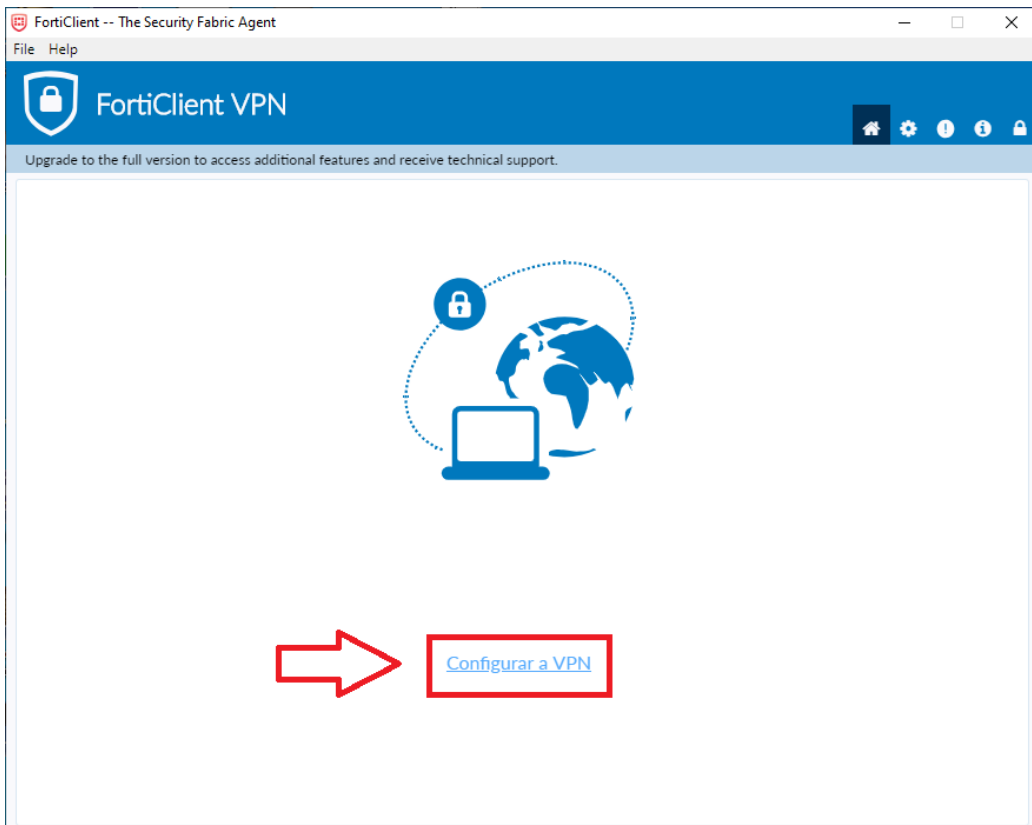 FortiClient -- The Security Fabric Agent
File Help
FortiClient VPN
Upgrade to the full version to access additional features and receive technical support.
Configurar a VPN